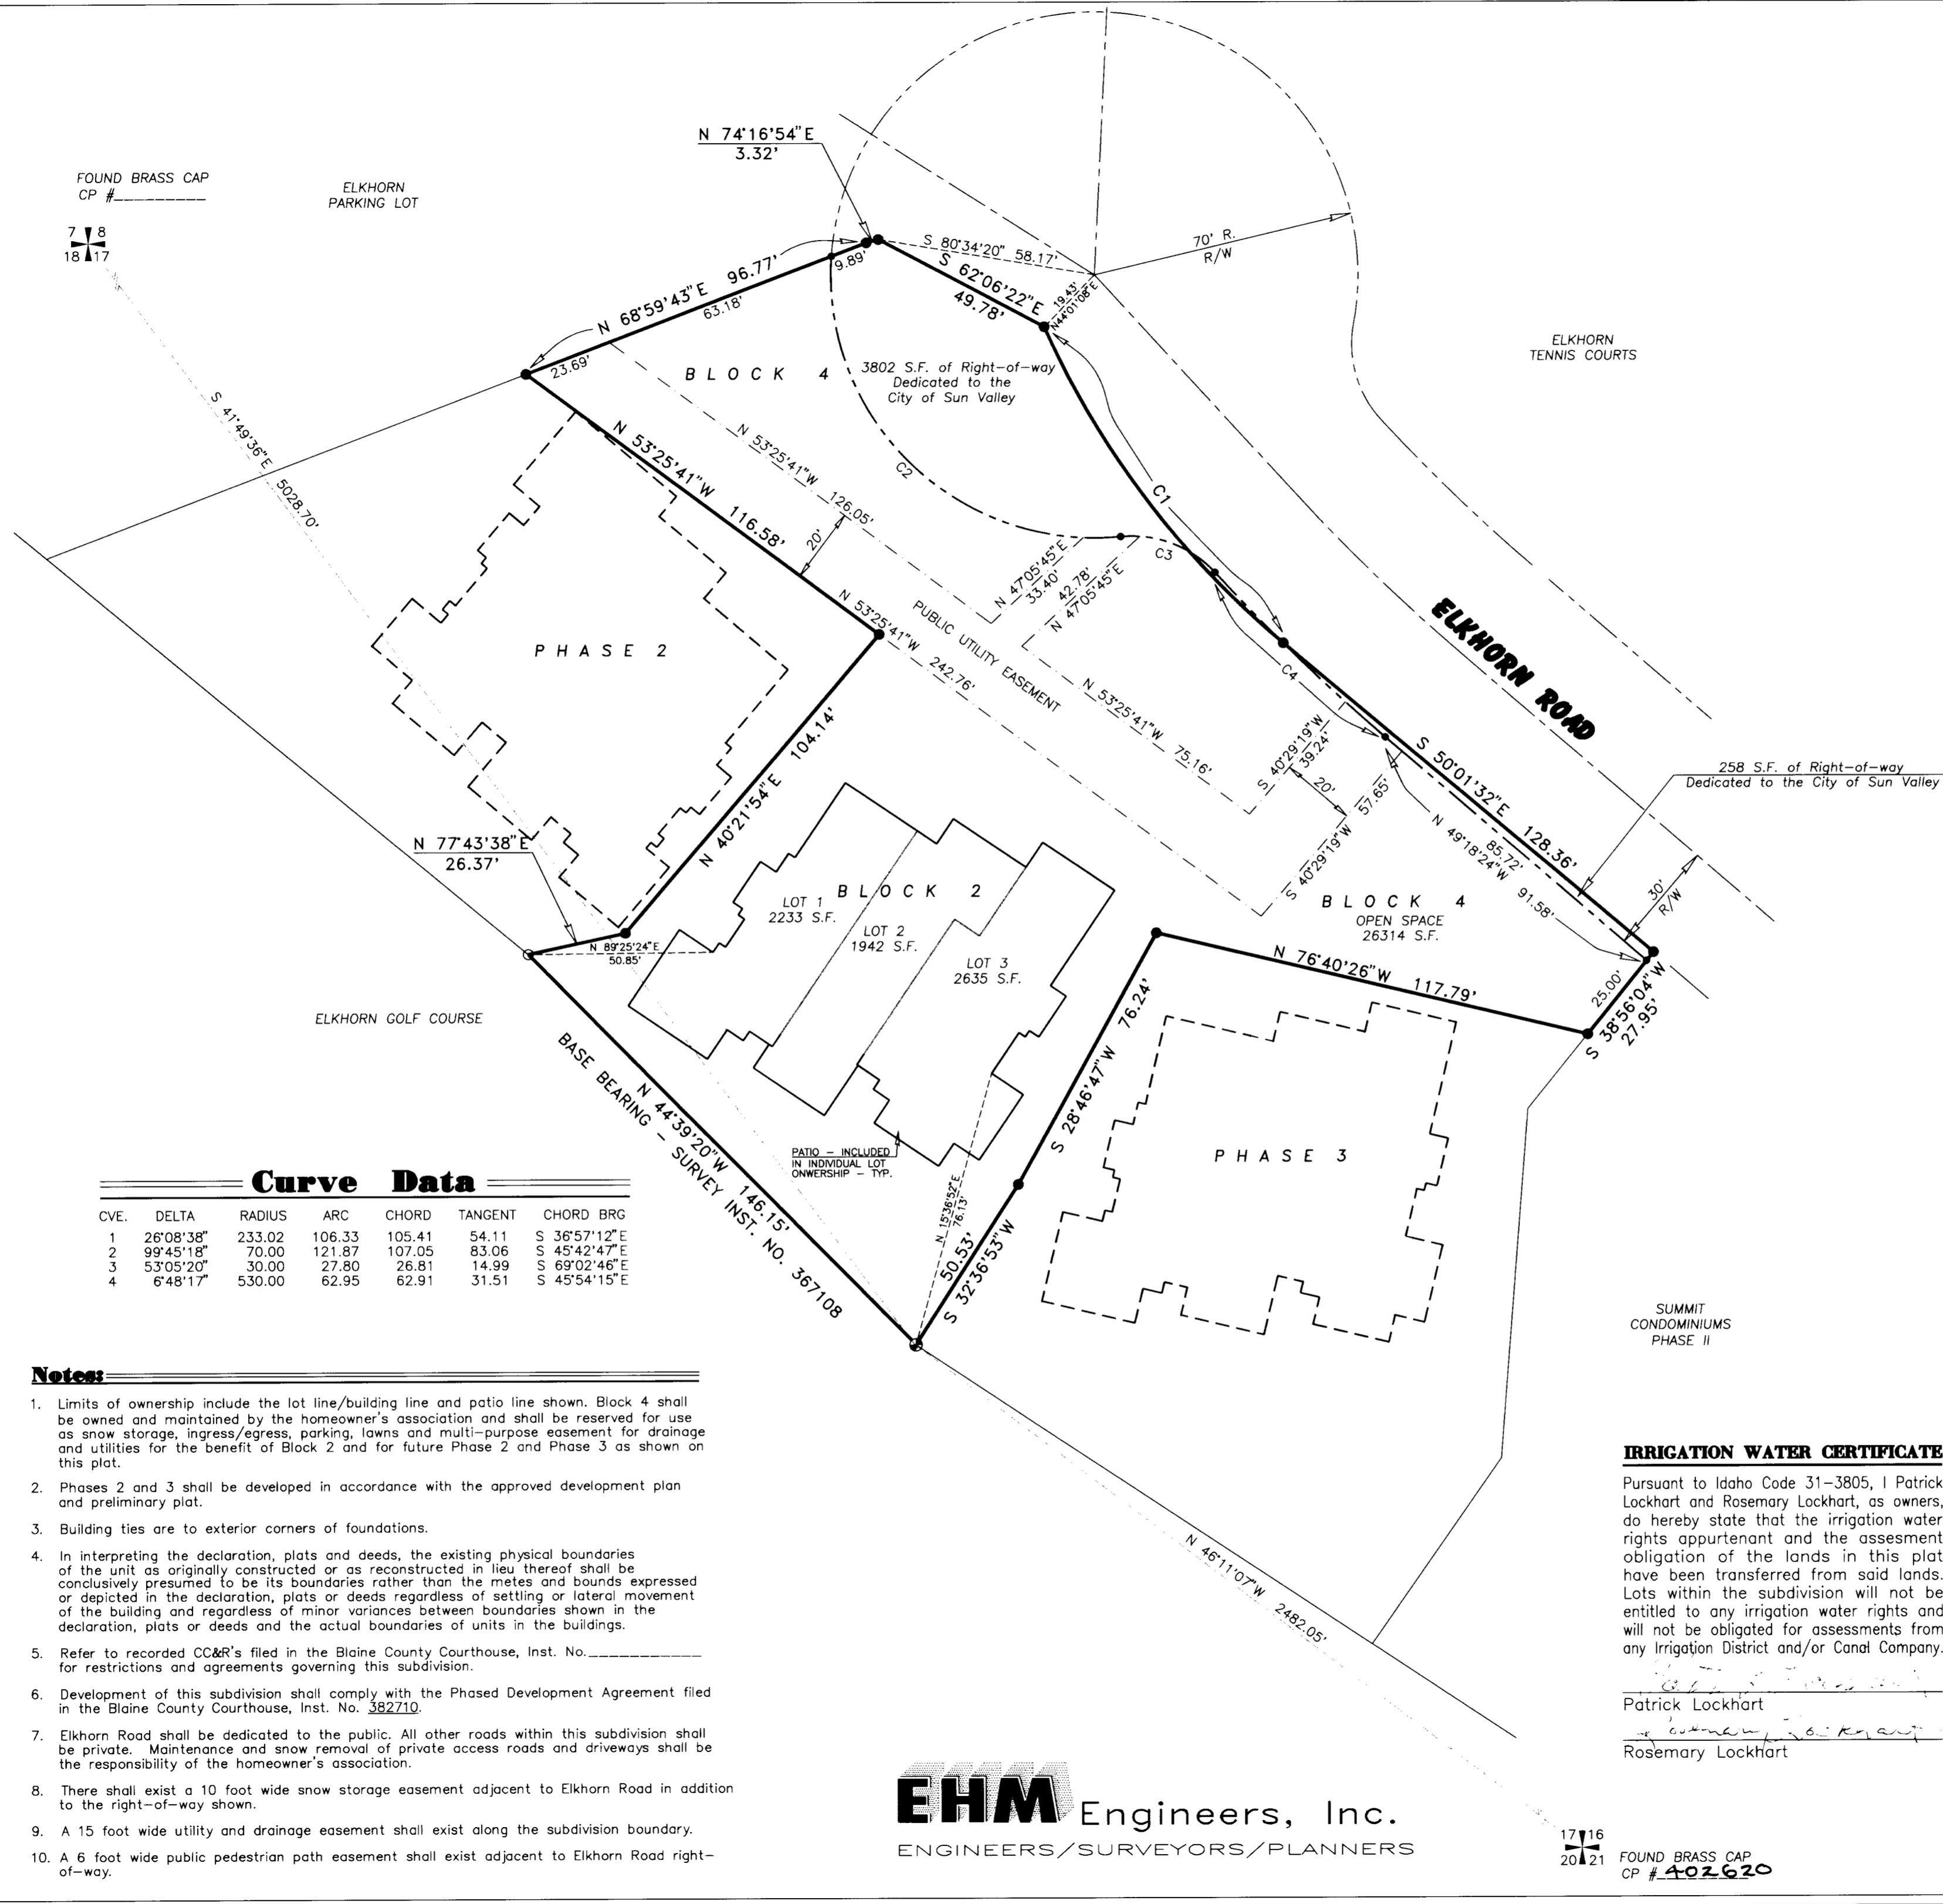 N 74°16'54"E
3.32'
FOUND BRASS CAP
CP #_________
7 8
18 17
ELKHORN
PARKING LOT
S 41°49'36"E 5028.70'
N 68°59'43"E 96.77'
63.18'
23.69'
9.89'
S 80°34'20" 58.17'
S 62°06'22"E
49.78'
19.43'
N44°01'08"E
70' R.
R/W
ELKHORN
TENNIS COURTS
BLOCK 4
3802 S.F. of Right-of-way
Dedicated to the
City of Sun Valley
N 53°25'41"W 116.58'
N 53°25'41"W 126.05'
20'
C2
C1
C3
C4
N 47°05'45"E
33.40'
42.78'
N 47°05'45"E
N 53°25'41"W 242.76'
PUBLIC UTILITY EASEMENT
N 53°25'41"W 75.16'
S 40°29'19"W
39.24'
20'
S 40°29'19"W 57.65'
ELKHORN ROAD
S 50°01'32"E 128.36'
N 49°18'24"W 91.58'
85.72'
258 S.F. of Right-of-way
Dedicated to the City of Sun Valley
30'
R/W
PHASE 2
N 40°21'54"E 104.14'
N 77°43'38"E
26.37'
N 89°25'24"E
50.85'
BLOCK 2
LOT 1
2233 S.F.
LOT 2
1942 S.F.
LOT 3
2635 S.F.
BLOCK 4
OPEN SPACE
26314 S.F.
N 76°40'26"W 117.79'
25.00'
S 38°56'04"W
27.95'
S 28°46'47"W 76.24'
PHASE 3
ELKHORN GOLF COURSE
N 44°39'20"W 146.15'
BASE BEARING - SURVEY INST. NO. 367108
PATIO - INCLUDED
IN INDIVIDUAL LOT
ONWERSHIP - TYP.
N 15°36'52"E
76.13'
50.53'
S 32°36'53"W
SUMMIT
CONDOMINIUMS
PHASE II
N 46°11'07"W 2482.05'
Curve Data
CVE. DELTA RADIUS ARC CHORD TANGENT CHORD BRG
1 26°08'38" 233.02 106.33 105.41 54.11 S 36°57'12"E
2 99°45'18" 70.00 121.87 107.05 83.06 S 45°42'47"E
3 53°05'20" 30.00 27.80 26.81 14.99 S 69°02'46"E
4 6°48'17" 530.00 62.95 62.91 31.51 S 45°54'15"E
Notes:
1. Limits of ownership include the lot line/building line and patio line shown. Block 4 shall
be owned and maintained by the homeowner's association and shall be reserved for use
as snow storage, ingress/egress, parking, lawns and multi-purpose easement for drainage
and utilities for the benefit of Block 2 and for future Phase 2 and Phase 3 as shown on
this plat.
2. Phases 2 and 3 shall be developed in accordance with the approved development plan
and preliminary plat.
3. Building ties are to exterior corners of foundations.
4. In interpreting the declaration, plats and deeds, the existing physical boundaries
of the unit as originally constructed or as reconstructed in lieu thereof shall be
conclusively presumed to be its boundaries rather than the metes and bounds expressed
or depicted in the declaration, plats or deeds regardless of settling or lateral movement
of the building and regardless of minor variances between boundaries shown in the
declaration, plats or deeds and the actual boundaries of units in the buildings.
5. Refer to recorded CC&R's filed in the Blaine County Courthouse, Inst. No.___________
for restrictions and agreements governing this subdivision.
6. Development of this subdivision shall comply with the Phased Development Agreement filed
in the Blaine County Courthouse, Inst. No. 382710.
7. Elkhorn Road shall be dedicated to the public. All other roads within this subdivision shall
be private. Maintenance and snow removal of private access roads and driveways shall be
the responsibility of the homeowner's association.
8. There shall exist a 10 foot wide snow storage easement adjacent to Elkhorn Road in addition
to the right-of-way shown.
9. A 15 foot wide utility and drainage easement shall exist along the subdivision boundary.
10. A 6 foot wide public pedestrian path easement shall exist adjacent to Elkhorn Road right-
of-way.
IRRIGATION WATER CERTIFICATE
Pursuant to Idaho Code 31-3805, I Patrick
Lockhart and Rosemary Lockhart, as owners,
do hereby state that the irrigation water
rights appurtenant and the assesment
obligation of the lands in this plat
have been transferred from said lands.
Lots within the subdivision will not be
entitled to any irrigation water rights and
will not be obligated for assessments from
any Irrigation District and/or Canal Company.
Patrick Lockhart
Rosemary Lockhart
EHM Engineers, Inc.
ENGINEERS/SURVEYORS/PLANNERS
17 16
20 21
FOUND BRASS CAP
CP # 402620